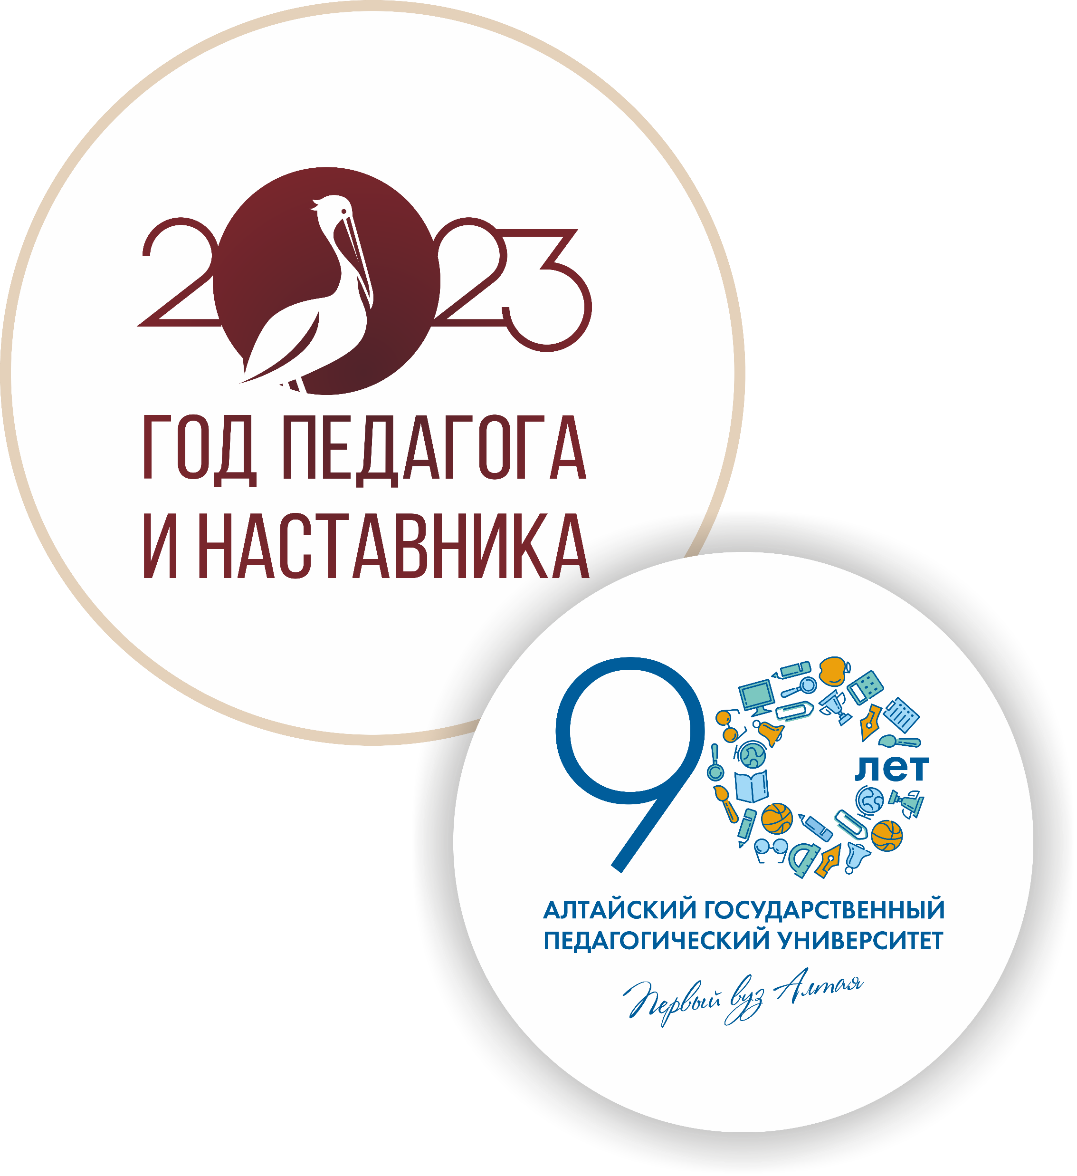 2023
ГОД ПЕДАГОГА
И НАСТАВНИКА
90
лет
АЛТАЙСКИЙ ГОСУДАРСТВЕННЫЙ
ПЕДАГОГИЧЕСКИЙ УНИВЕРСИТЕТ
Первый вуз Алтая